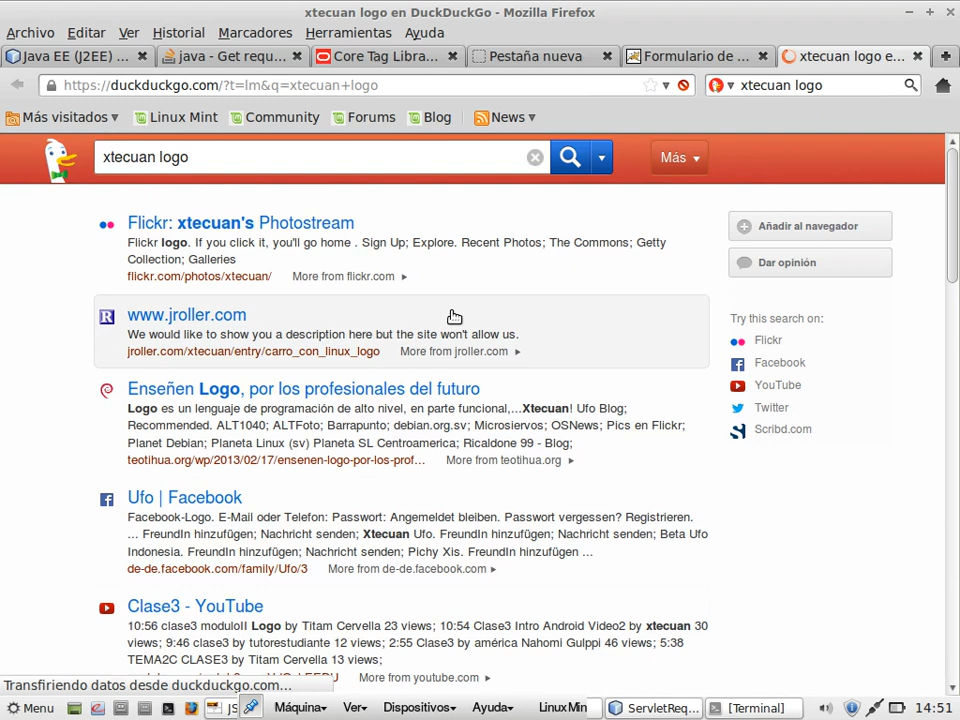 xtecuan logo en DuckDuckGo - Mozilla Firefox
Archivo Editar Ver Historial Marcadores Herramientas Ayuda
Java EE (J2EE) ... java - Get requ... Core Tag Libra... Pestaña nueva Formulario de ... xtecuan logo e...
https://duckduckgo.com/?t=lm&q=xtecuan+logo xtecuan logo
Más visitados Linux Mint Community Forums Blog News
xtecuan logo Más
Flickr: xtecuan's Photostream
Flickr logo. If you click it, you'll go home . Sign Up; Explore. Recent Photos; The Commons; Getty
Collection; Galleries
flickr.com/photos/xtecuan/ More from flickr.com
www.jroller.com
We would like to show you a description here but the site won't allow us.
jroller.com/xtecuan/entry/carro_con_linux_logo More from jroller.com
Enseñen Logo, por los profesionales del futuro
Logo es un lenguaje de programación de alto nivel, en parte funcional,...Xtecuan! Ufo Blog;
Recommended. ALT1040; ALTFoto; Barrapunto; debian.org.sv; Microsiervos; OSNews; Pics en Flickr;
Planet Debian; Planeta Linux (sv) Planeta SL Centroamerica; Ricaldone 99 - Blog;
teotihua.org/wp/2013/02/17/ensenen-logo-por-los-prof... More from teotihua.org
Ufo | Facebook
Facebook-Logo. E-Mail oder Telefon: Passwort: Angemeldet bleiben. Passwort vergessen? Registrieren.
... FreundIn hinzufügen; Nachricht senden; Xtecuan Ufo. FreundIn hinzufügen; Nachricht senden; Beta Ufo
Indonesia. FreundIn hinzufügen; Nachricht senden; Pichy Xis. FreundIn hinzufügen ...
de-de.facebook.com/family/Ufo/3 More from de-de.facebook.com
Clase3 - YouTube
10:56 clase3 moduloII Logo by Titam Cervella 23 views; 10:54 Clase3 Intro Android Video2 by xtecuan 30
views; 9:46 clase3 by tutorestudiante 12 views; 2:55 Clase3 by américa Nahomi Gulppi 46 views; 5:38
TEMA2C CLASE3 by Titam Cervella 13 views;
More from youtube.com
Añadir al navegador
Dar opinión
Try this search on:
Flickr
Facebook
YouTube
Twitter
Scribd.com
Transfiriendo datos desde duckduckgo.com...
Menu JS Máquina Ver Dispositivos Ayuda LinuxMin ServletReq... [Terminal] 14:51